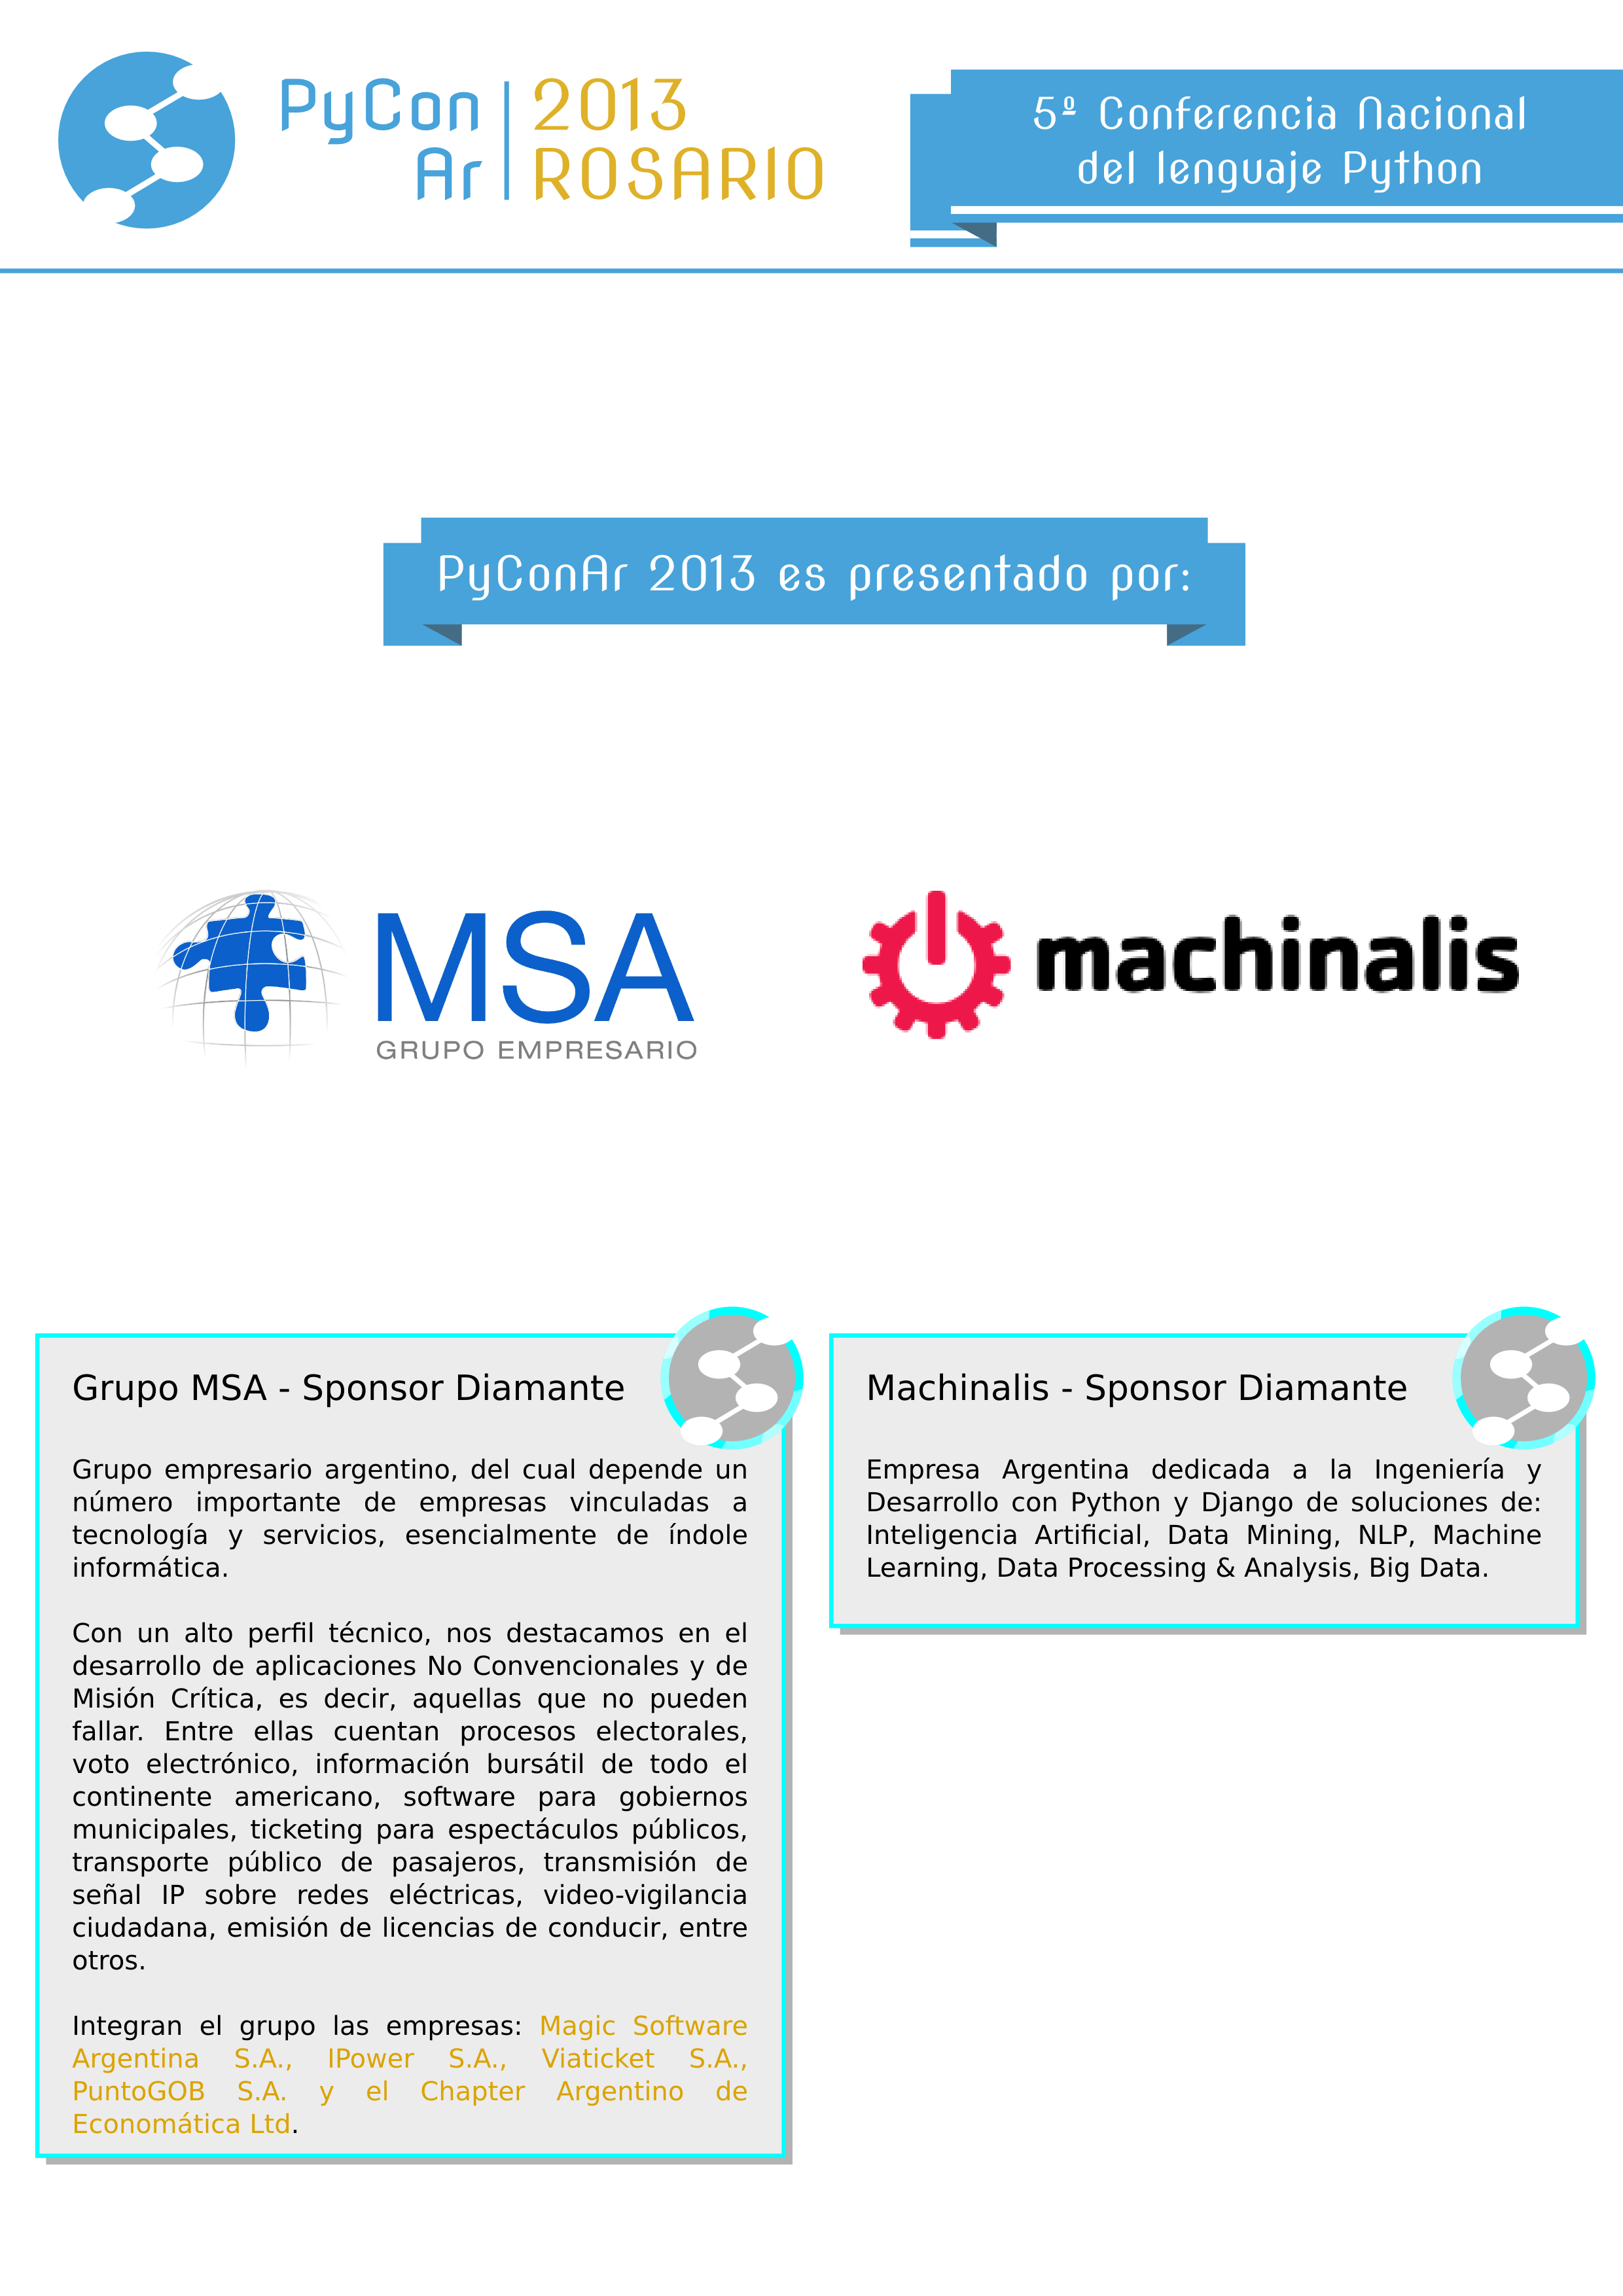 PyCon
Ar
2013
ROSARIO
5º Conferencia Nacional
del lenguaje Python
PyConAr 2013 es presentado por:
MSA
GRUPO EMPRESARIO
machinalis
Grupo MSA - Sponsor Diamante
Grupo empresario argentino, del cual depende un
número importante de empresas vinculadas a
tecnología y servicios, esencialmente de índole
informática.
Con un alto perfil técnico, nos destacamos en el
desarrollo de aplicaciones No Convencionales y de
Misión Crítica, es decir, aquellas que no pueden
fallar. Entre ellas cuentan procesos electorales,
voto electrónico, información bursátil de todo el
continente americano, software para gobiernos
municipales, ticketing para espectáculos públicos,
transporte público de pasajeros, transmisión de
señal IP sobre redes eléctricas, video-vigilancia
ciudadana, emisión de licencias de conducir, entre
otros.
Integran el grupo las empresas: Magic Software
Argentina S.A., IPower S.A., Viaticket S.A.,
PuntoGOB S.A. y el Chapter Argentino de
Economática Ltd.
Machinalis - Sponsor Diamante
Empresa Argentina dedicada a la Ingeniería y
Desarrollo con Python y Django de soluciones de:
Inteligencia Artificial, Data Mining, NLP, Machine
Learning, Data Processing & Analysis, Big Data.